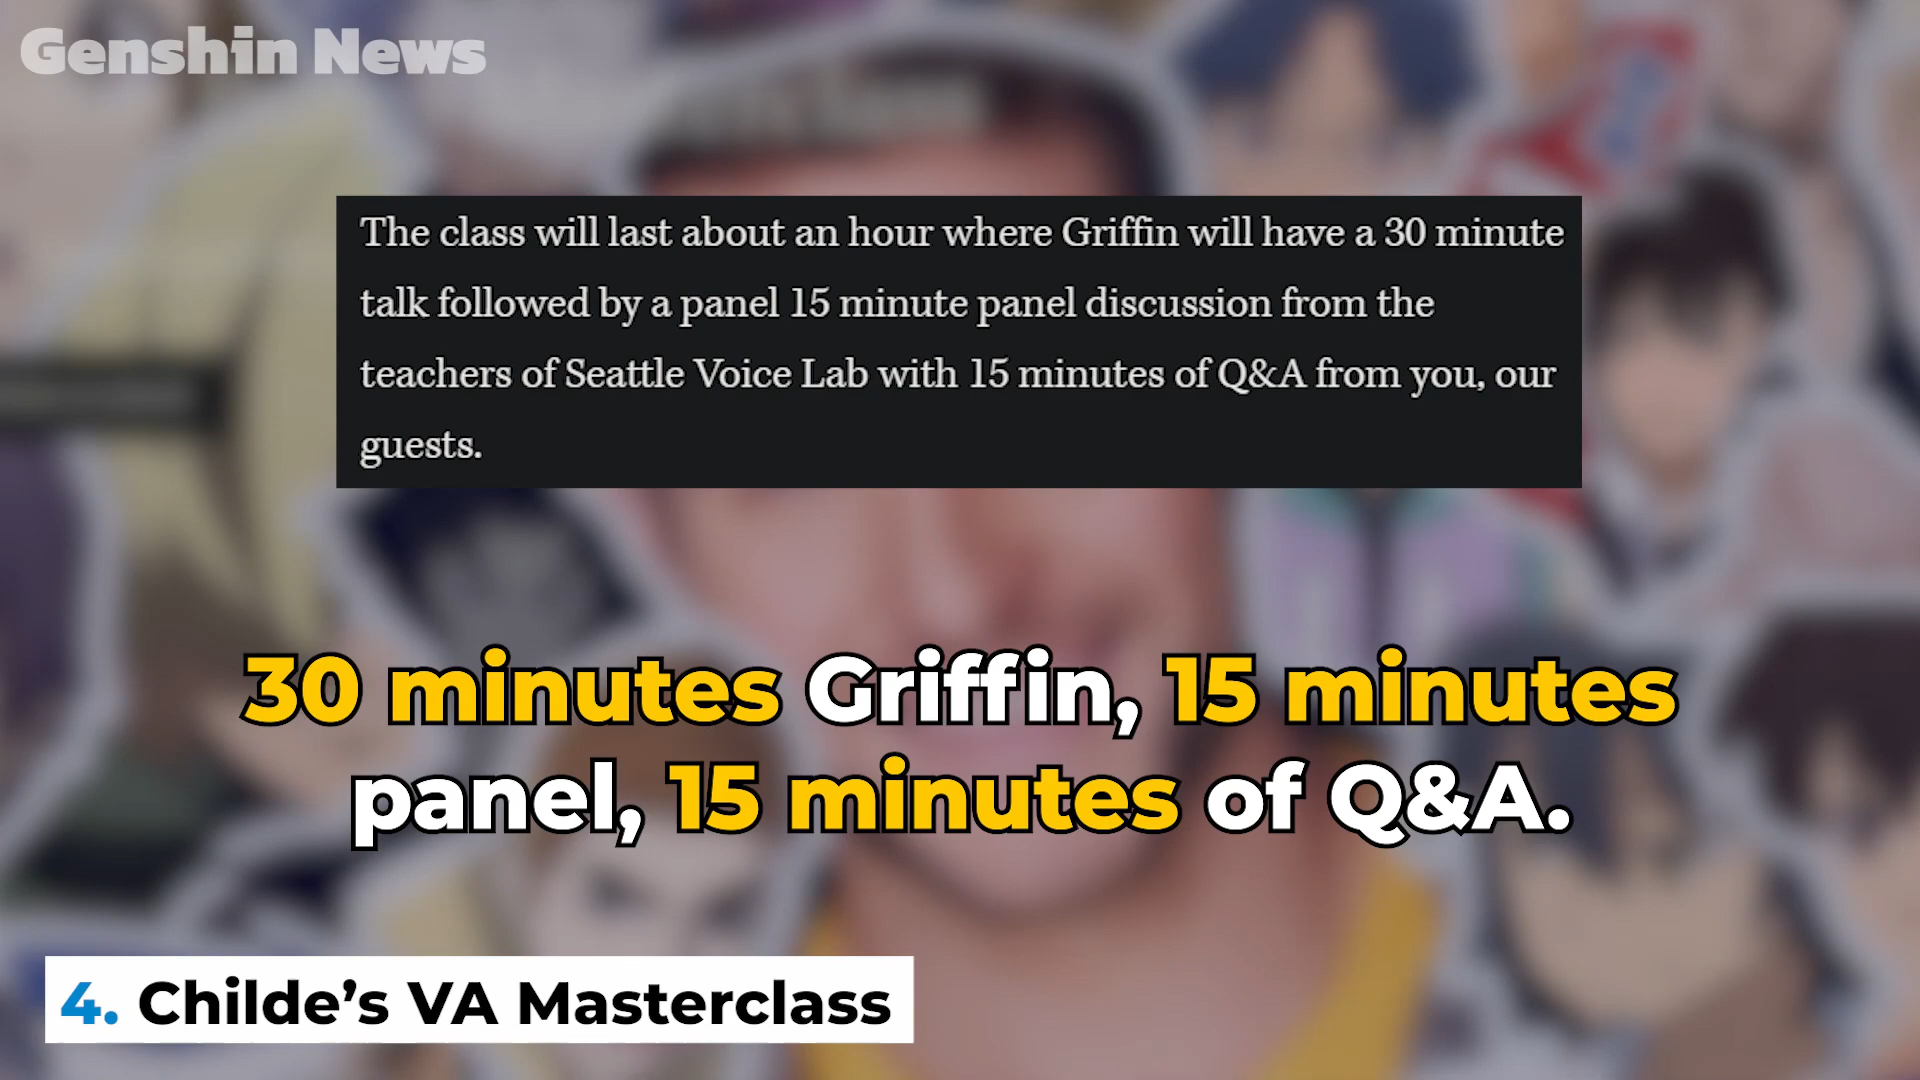 Genshin News
The class will last about an hour where Griffin will have a 30 minute
talk followed by a panel 15 minute panel discussion from the
teachers of Seattle Voice Lab with 15 minutes of Q&A from you, our
guests.
30 minutes Griffin, 15 minutes
panel, 15 minutes of Q&A.
4. Childe’s VA Masterclass